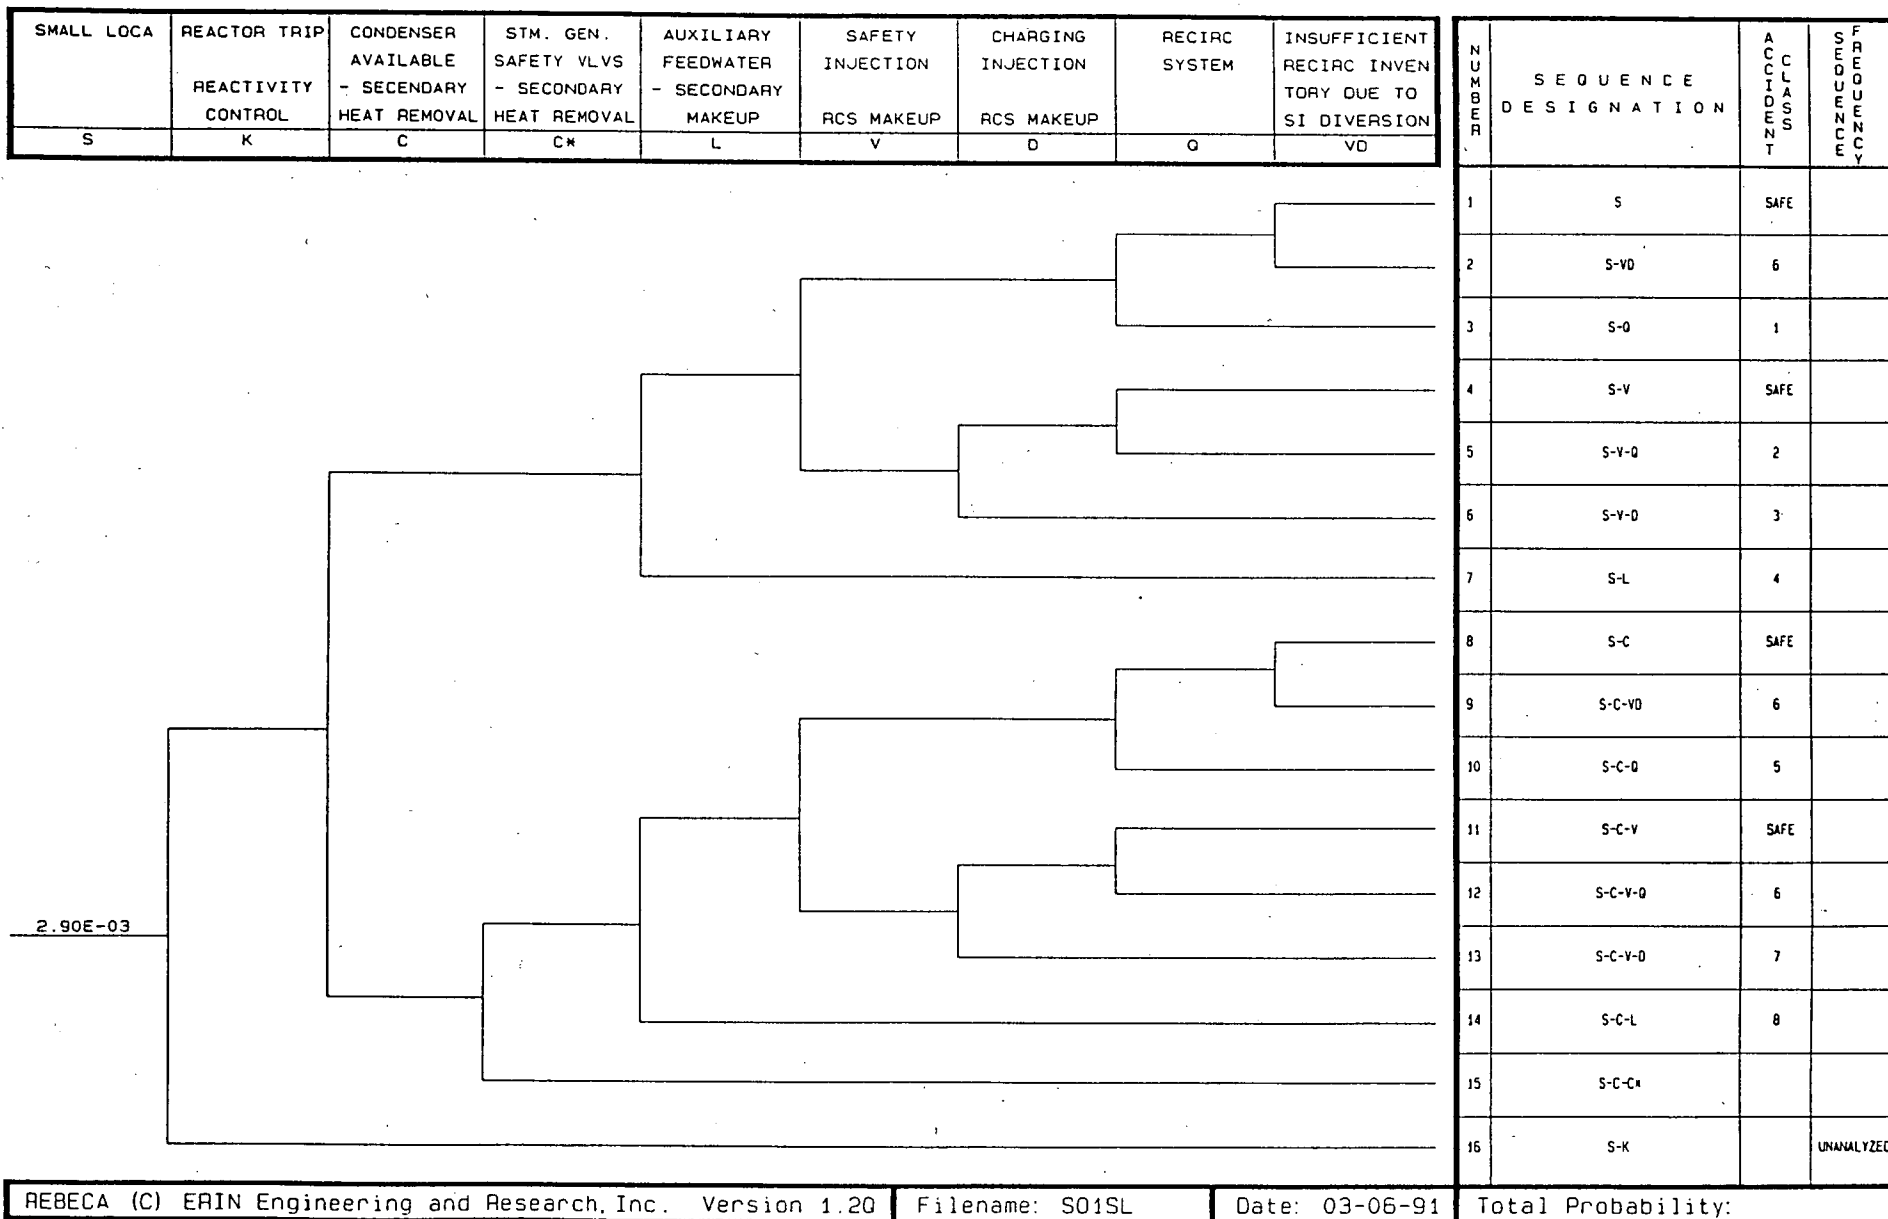 SMALL LOCA
S
REACTOR TRIP
REACTIVITY
CONTROL
K
CONDENSER
AVAILABLE
- SECENDARY
HEAT REMOVAL
C
STM. GEN.
SAFETY VLVS
- SECONDARY
HEAT REMOVAL
C*
AUXILIARY
FEEDWATER
- SECONDARY
MAKEUP
L
SAFETY
INJECTION
RCS MAKEUP
V
CHARGING
INJECTION
RCS MAKEUP
D
RECIRC
SYSTEM
Q
INSUFFICIENT
RECIRC INVEN
TORY DUE TO
SI DIVERSION
VD
NUMBER
SEQUENCE
DESIGNATION
ACCIDENT
CLASS
SEQUENCE
FREQUENCY
1 S SAFE
2 S-VD 6
3 S-Q 1
4 S-V SAFE
5 S-V-Q 2
6 S-V-D 3
7 S-L 4
8 S-C SAFE
9 S-C-VD 6
10 S-C-Q 5
11 S-C-V SAFE
12 S-C-V-Q 6
13 S-C-V-D 7
14 S-C-L 8
15 S-C-C*
16 S-K UNANALYZED
2.90E-03
REBECA (C) ERIN Engineering and Research, Inc. Version 1.20
Filename: SO1SL
Date: 03-06-91
Total Probability: